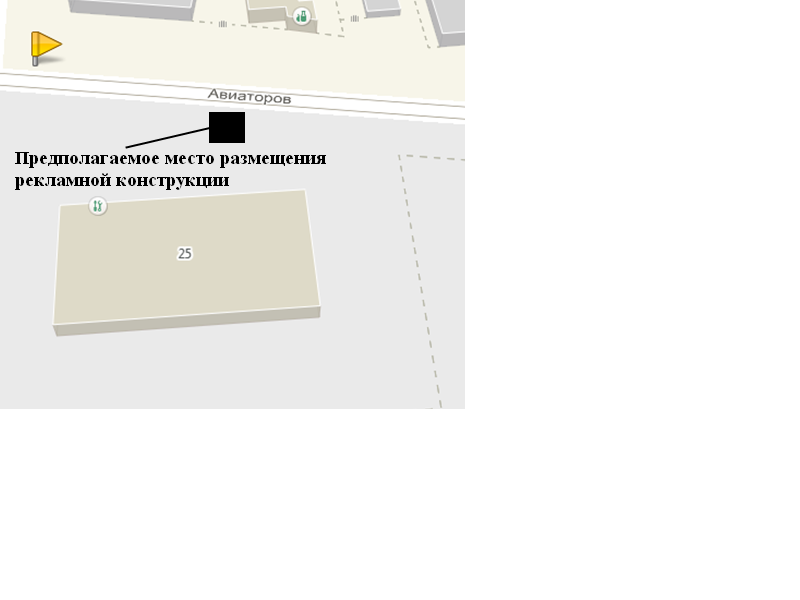 Авиаторов
Предполагаемое место размещения
рекламной конструкции
25